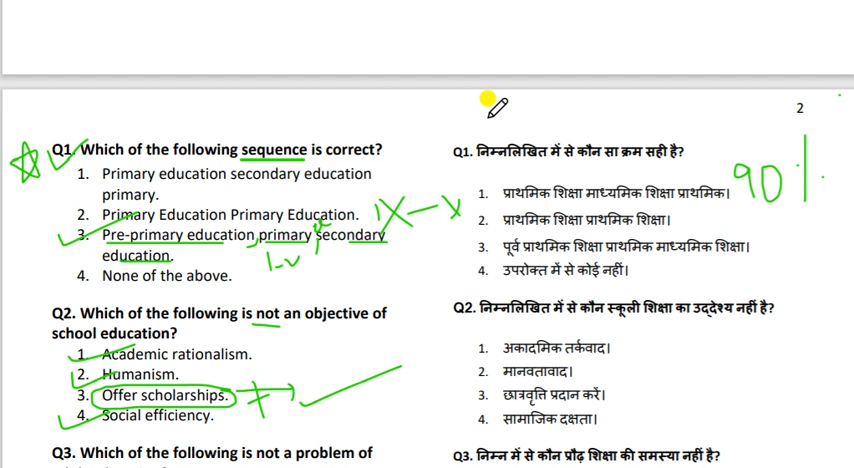 2
Q1. Which of the following sequence is correct?
1. Primary education secondary education
primary.
2. Primary Education Primary Education.
3. Pre-primary education primary secondary
education.
4. None of the above.
IX-X
1-V
Q2. Which of the following is not an objective of
school education?
1. Academic rationalism.
2. Humanism.
3. Offer scholarships.
4. Social efficiency.
Q3. Which of the following is not a problem of
Q1. निम्नलिखित में से कौन सा क्रम सही है?
90%
1. प्राथमिक शिक्षा माध्यमिक शिक्षा प्राथमिक।
2. प्राथमिक शिक्षा प्राथमिक शिक्षा।
3. पूर्व प्राथमिक शिक्षा प्राथमिक माध्यमिक शिक्षा।
4. उपरोक्त में से कोई नहीं।
Q2. निम्नलिखित में से कौन स्कूली शिक्षा का उद्देश्य नहीं है?
1. अकादमिक तर्कवाद।
2. मानवतावाद।
3. छात्रवृत्ति प्रदान करें।
4. सामाजिक दक्षता।
Q3. निम्न में से कौन प्रौढ़ शिक्षा की समस्या नहीं है?